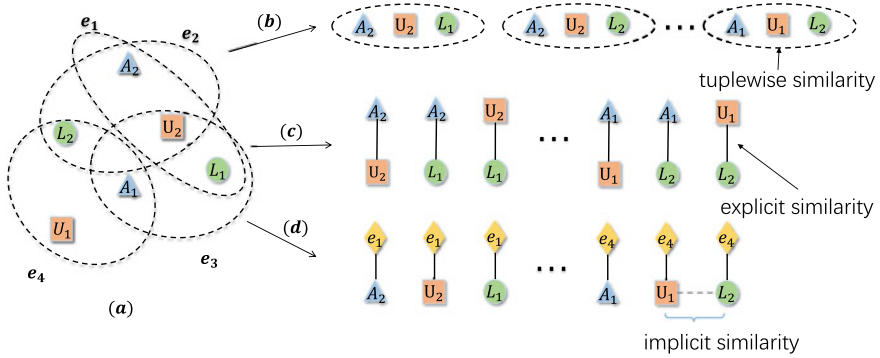 e₁
e₂
A₂
L₂
U₂
L₁
A₁
U₁
e₃
e₄
(a)
(b)
A₂ U₂ L₁ A₂ U₂ L₂ ... A₁ U₁ L₂
tuplewise similarity
(c)
A₂ A₂ U₂ ... A₁ A₁ U₁
U₂ L₁ L₁ U₁ L₂ L₂
explicit similarity
(d)
e₁ e₁ e₁ ... e₄ e₄ e₄
A₂ U₂ L₁ A₁ U₁ L₂
implicit similarity